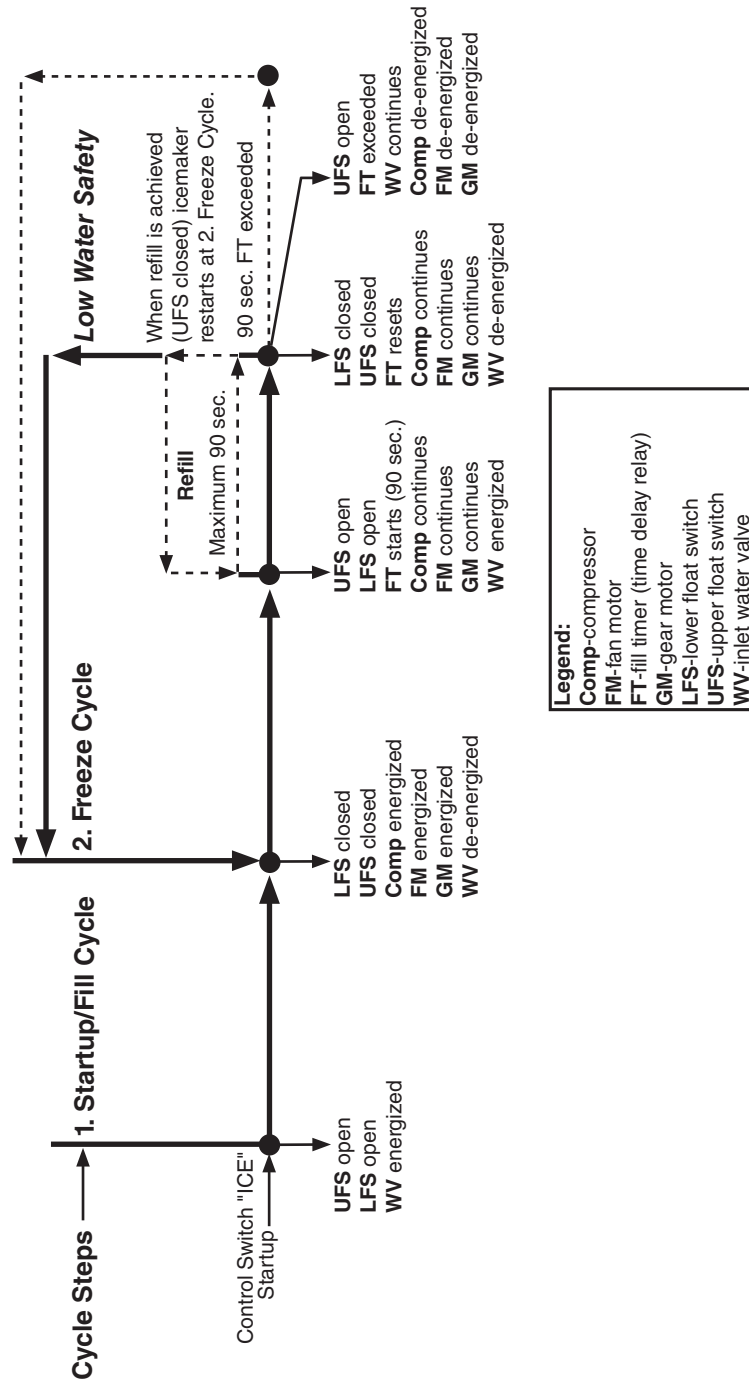 Cycle Steps
1. Startup/Fill Cycle
2. Freeze Cycle
Low Water Safety
When refill is achieved
(UFS closed) icemaker
restarts at 2. Freeze Cycle.
Refill
Maximum 90 sec.
90 sec. FT exceeded
Control Switch "ICE"
Startup
UFS open
LFS open
WV energized
LFS closed
UFS closed
Comp energized
FM energized
GM energized
WV de-energized
UFS open
LFS open
FT starts (90 sec.)
Comp continues
FM continues
GM continues
WV energized
LFS closed
UFS closed
FT resets
Comp continues
FM continues
GM continues
WV de-energized
UFS open
FT exceeded
WV continues
Comp de-energized
FM de-energized
GM de-energized
Legend:
Comp-compressor
FM-fan motor
FT-fill timer (time delay relay)
GM-gear motor
LFS-lower float switch
UFS-upper float switch
WV-inlet water valve